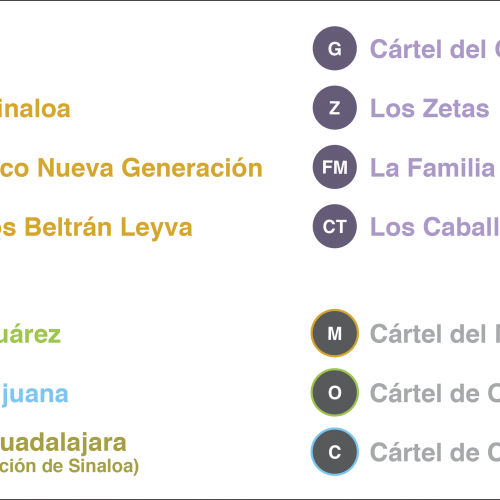 G Cártel del
inaloa
Z Los Zetas
co Nueva Generación
FM La Familia
s Beltrán Leyva
CT Los Caball
uárez
M Cártel del
juana
O Cártel de
uadalajara
C Cártel de
ción de Sinaloa)